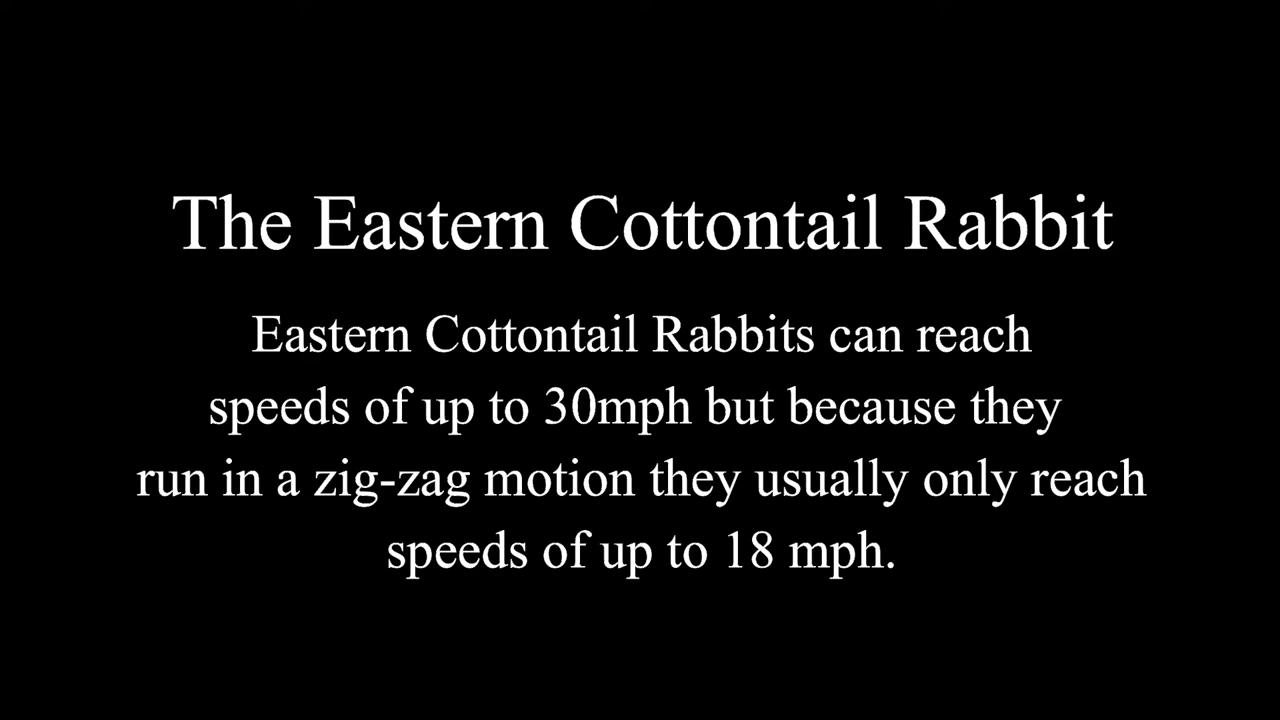 The Eastern Cottontail Rabbit
Eastern Cottontail Rabbits can reach
speeds of up to 30mph but because they
run in a zig-zag motion they usually only reach
speeds of up to 18 mph.